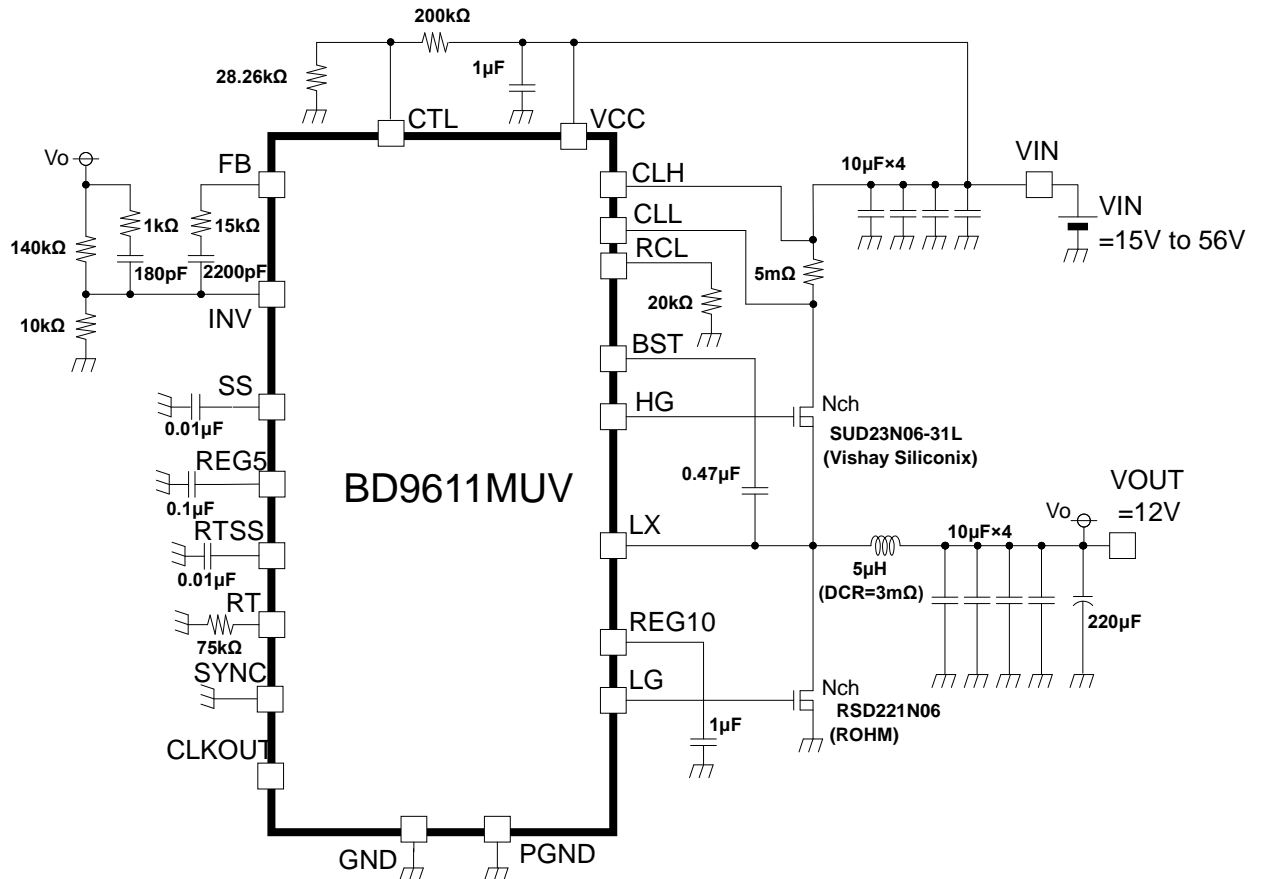 200kΩ
28.26kΩ
1μF
CTL
VCC
Vo
FB
1kΩ
15kΩ
140kΩ
180pF
2200pF
10kΩ
INV
SS
0.01μF
REG5
0.1μF
RTSS
0.01μF
RT
75kΩ
SYNC
CLKOUT
GND
PGND
BD9611MUV
CLH
CLL
RCL
20kΩ
BST
HG
0.47μF
LX
REG10
LG
1μF
10μF×4
5mΩ
VIN
VIN
=15V to 56V
Nch
SUD23N06-31L
(Vishay Siliconix)
VOUT
=12V
Vo
10μF×4
5μH
(DCR=3mΩ)
220μF
Nch
RSD221N06
(ROHM)